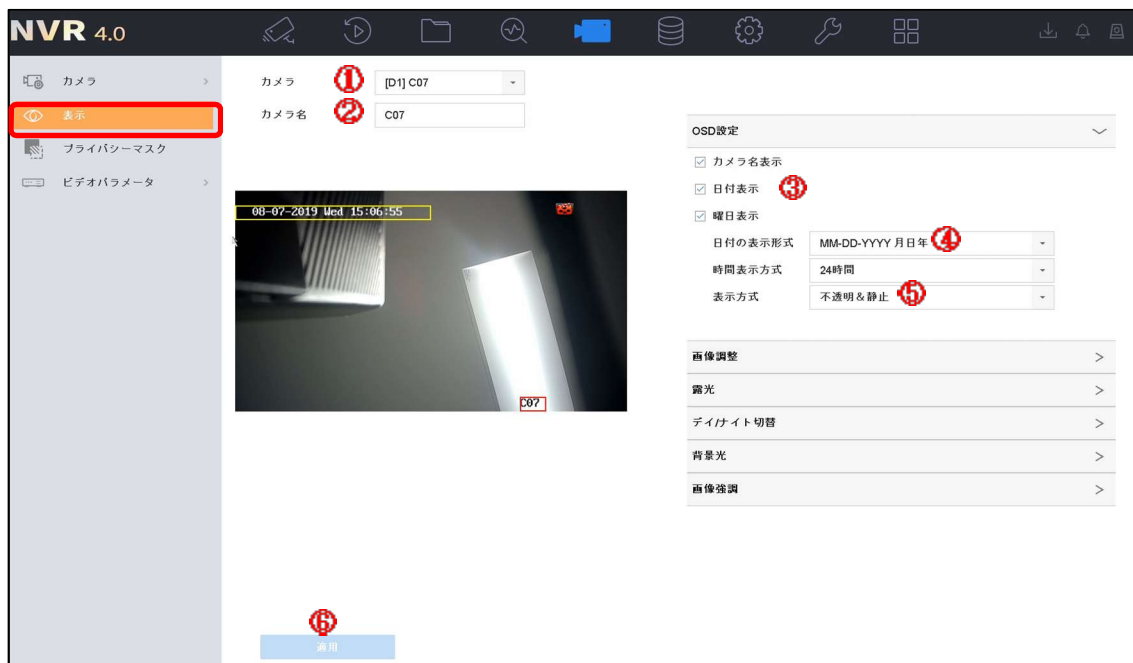 NVR 4.0
カメラ
表示
プライバシーマスク
ビデオパラメータ
カメラ ① [D1] C07
カメラ名 ② C07
08-07-2019 Wed 15:06:55
C07
⑥
適用
OSD設定
カメラ名表示
日付表示 ③
曜日表示
日付の表示形式 MM-DD-YYYY 月日年 ④
時間表示方式 24時間
表示方式 不透明＆静止 ⑤
画像調整
露光
デイ/ナイト切替
背景光
画像強調